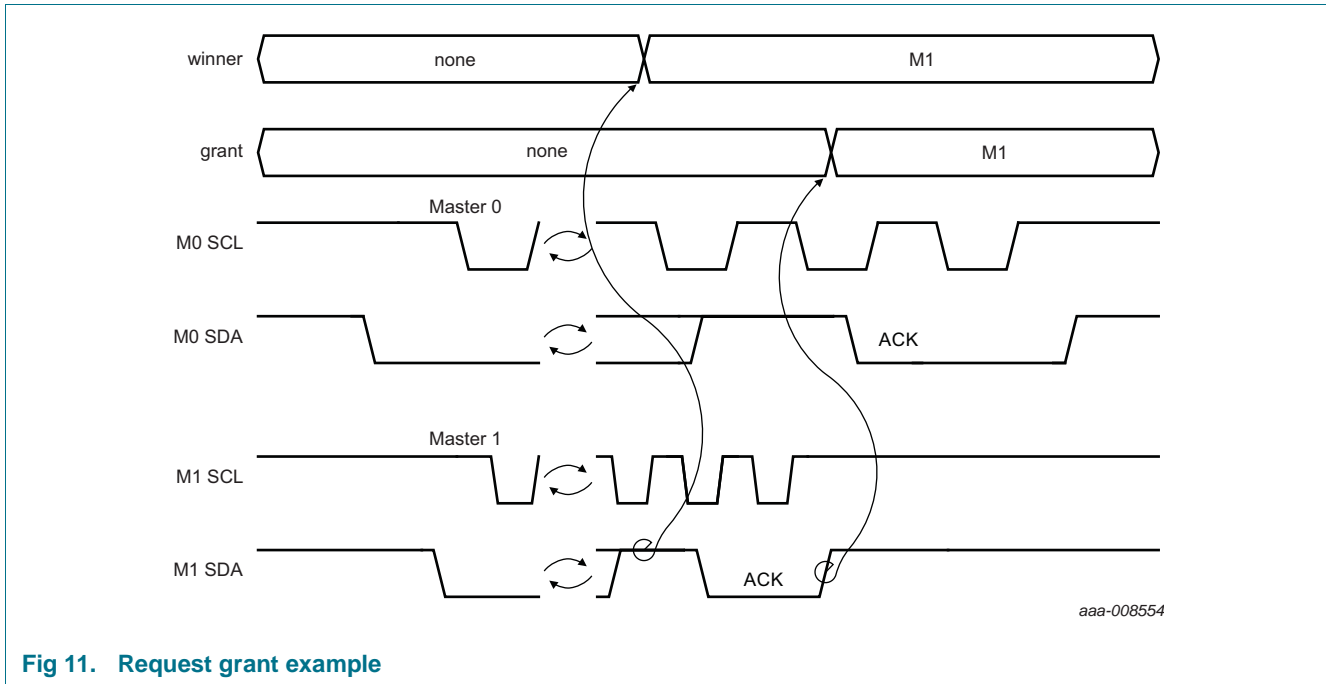 winner none M1
grant none M1
Master 0
M0 SCL
M0 SDA ACK
Master 1
M1 SCL
M1 SDA ACK
aaa-008554
Fig 11. Request grant example